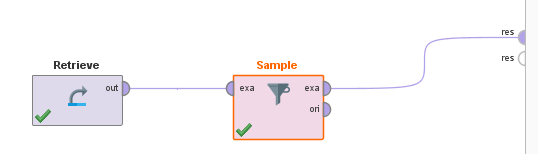 res
Retrieve
Sample
res
out
exa
exa
ori